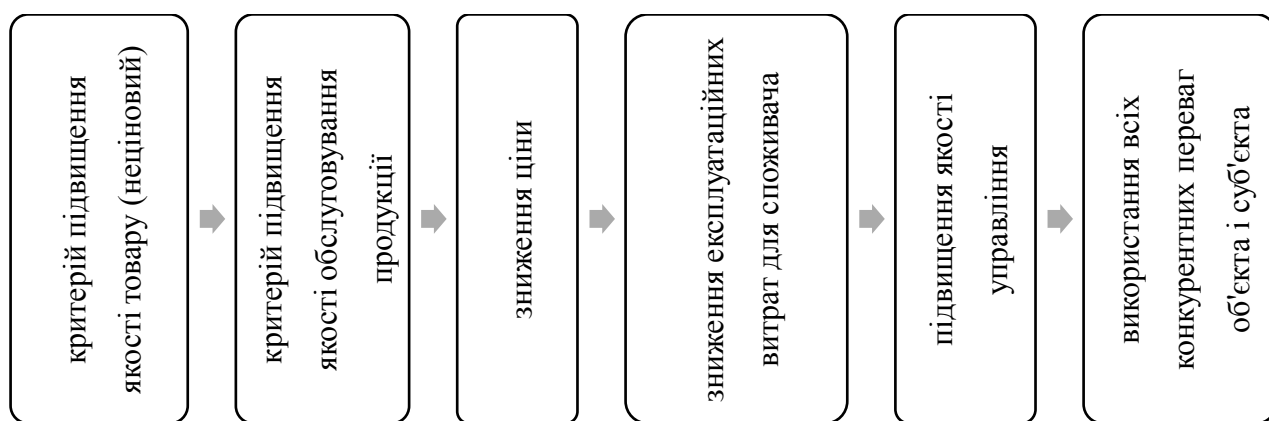 критерій підвищення
якості товару (неціновий)
критерій підвищення
якості обслуговування
продукції
зниження ціни
зниження експлуатаційних
витрат для споживача
підвищення якості
управління
використання всіх
конкурентних переваг
об'єкта і суб'єкта